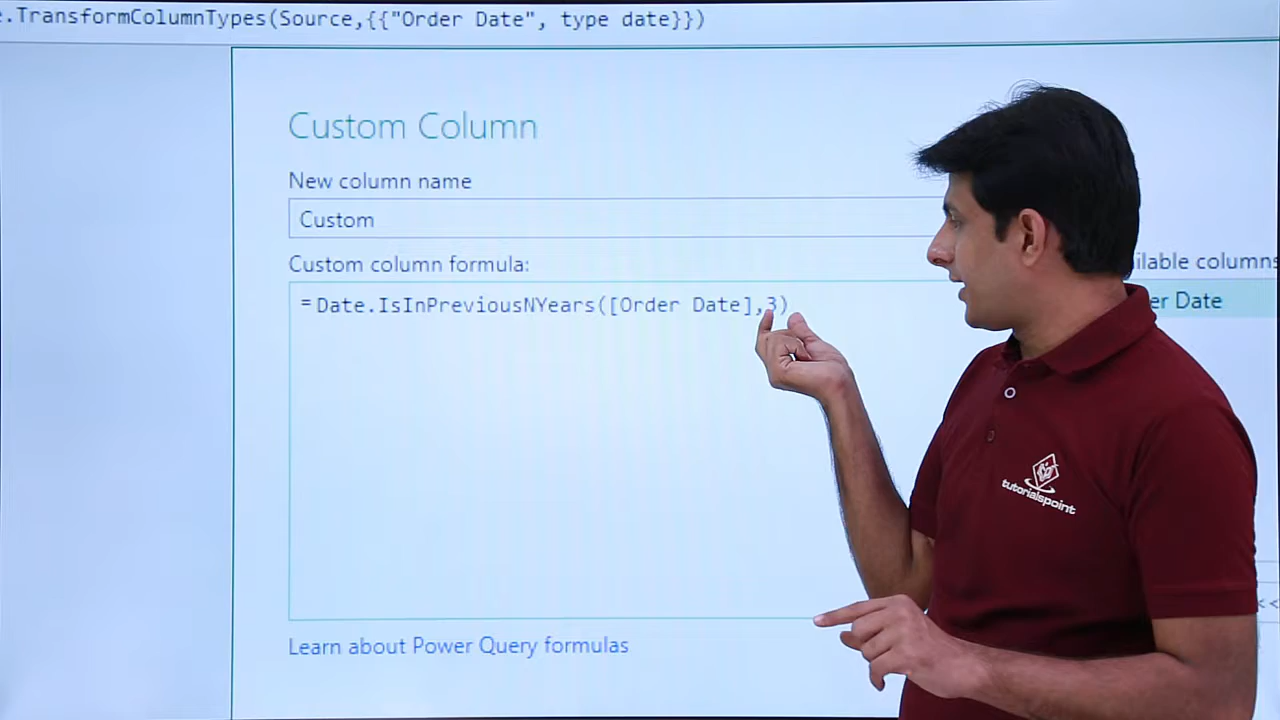 e.TransformColumnTypes(Source,{{"Order Date", type date}})
Custom Column
New column name
Custom
Custom column formula:
ilable columns
= Date.IsInPreviousNYears([Order Date],3)
er Date
tutorialspoint
<<
Learn about Power Query formulas